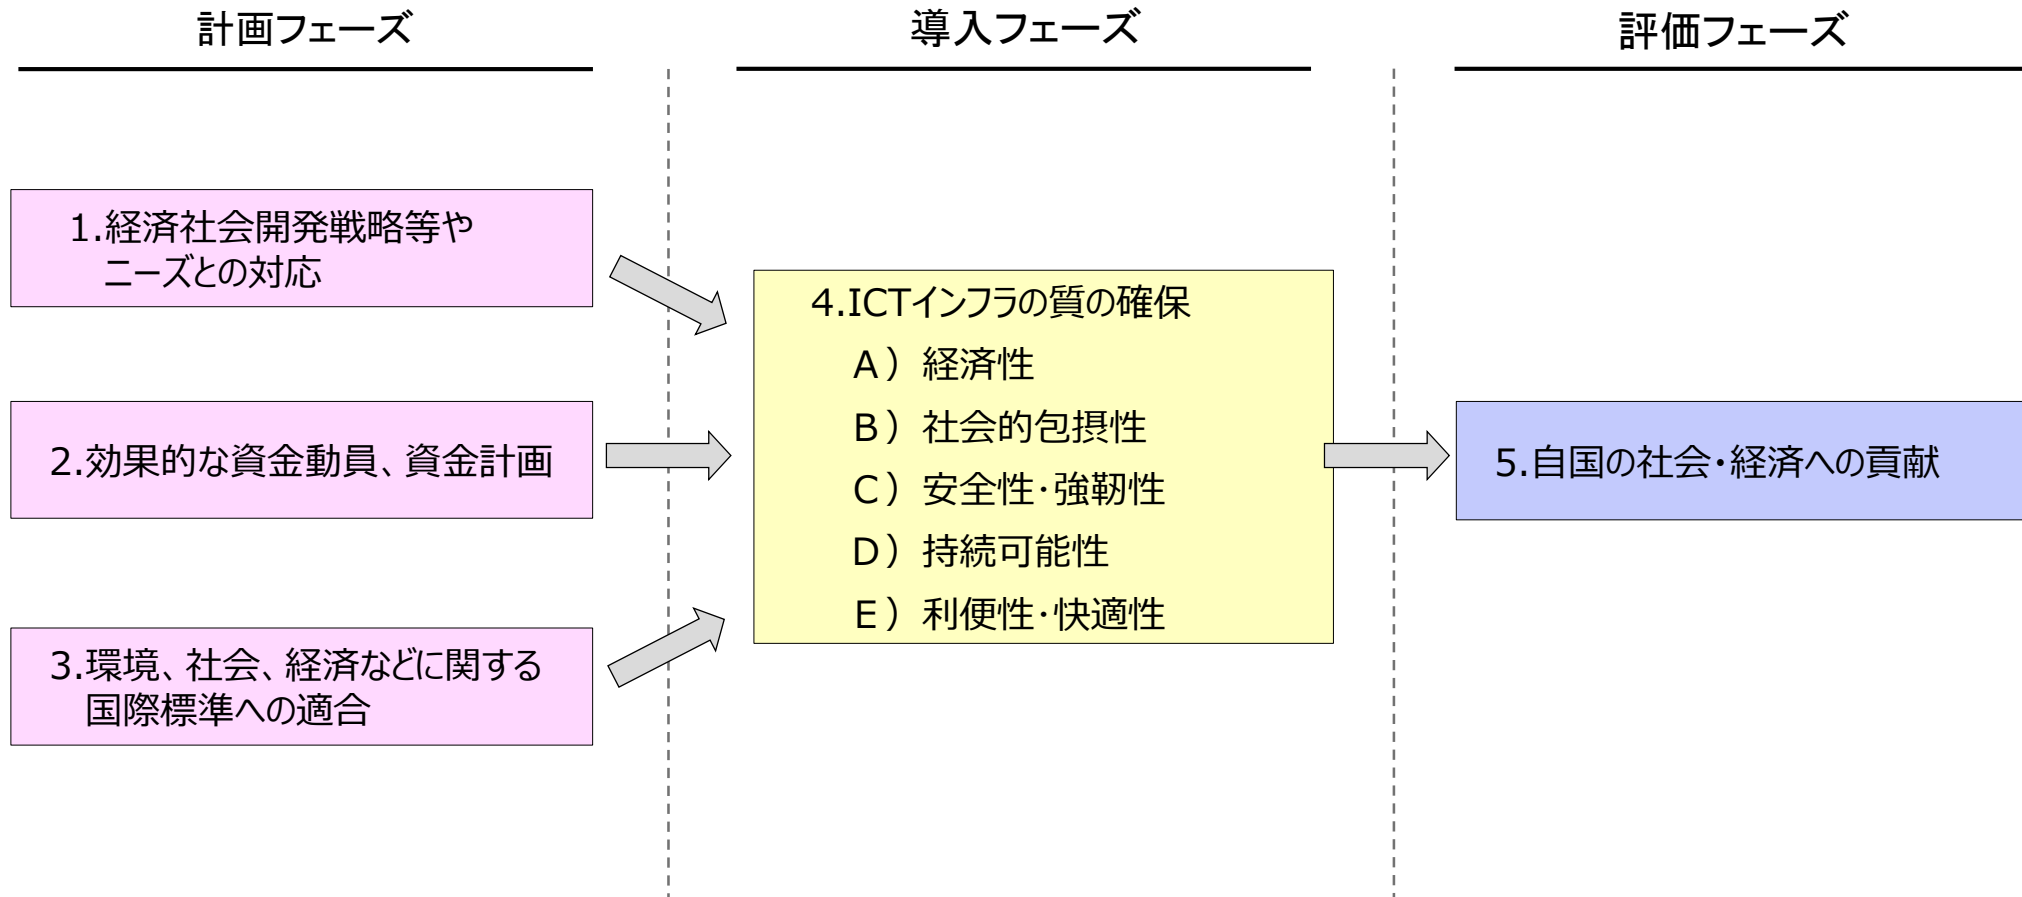 計画フェーズ
導入フェーズ
評価フェーズ
1.経済社会開発戦略等や
ニーズとの対応
2.効果的な資金動員、資金計画
3.環境、社会、経済などに関する
国際標準への適合
4.ICTインフラの質の確保
A）経済性
B）社会的包摂性
C）安全性･強靭性
D）持続可能性
E）利便性･快適性
5.自国の社会･経済への貢献